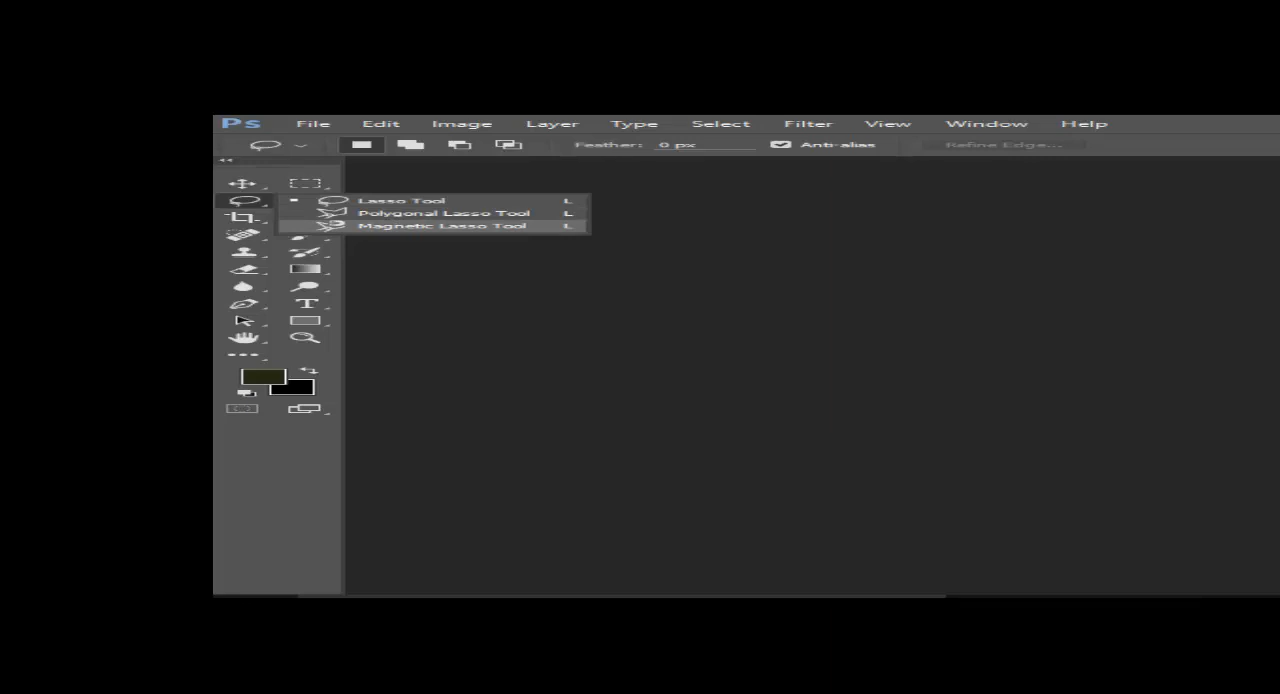 Ps File Edit Image Layer Type Select Filter View Window Help
Feather: 0 px Anti-alias Refine Edge...
Lasso Tool L
Polygonal Lasso Tool L
Magnetic Lasso Tool L
T